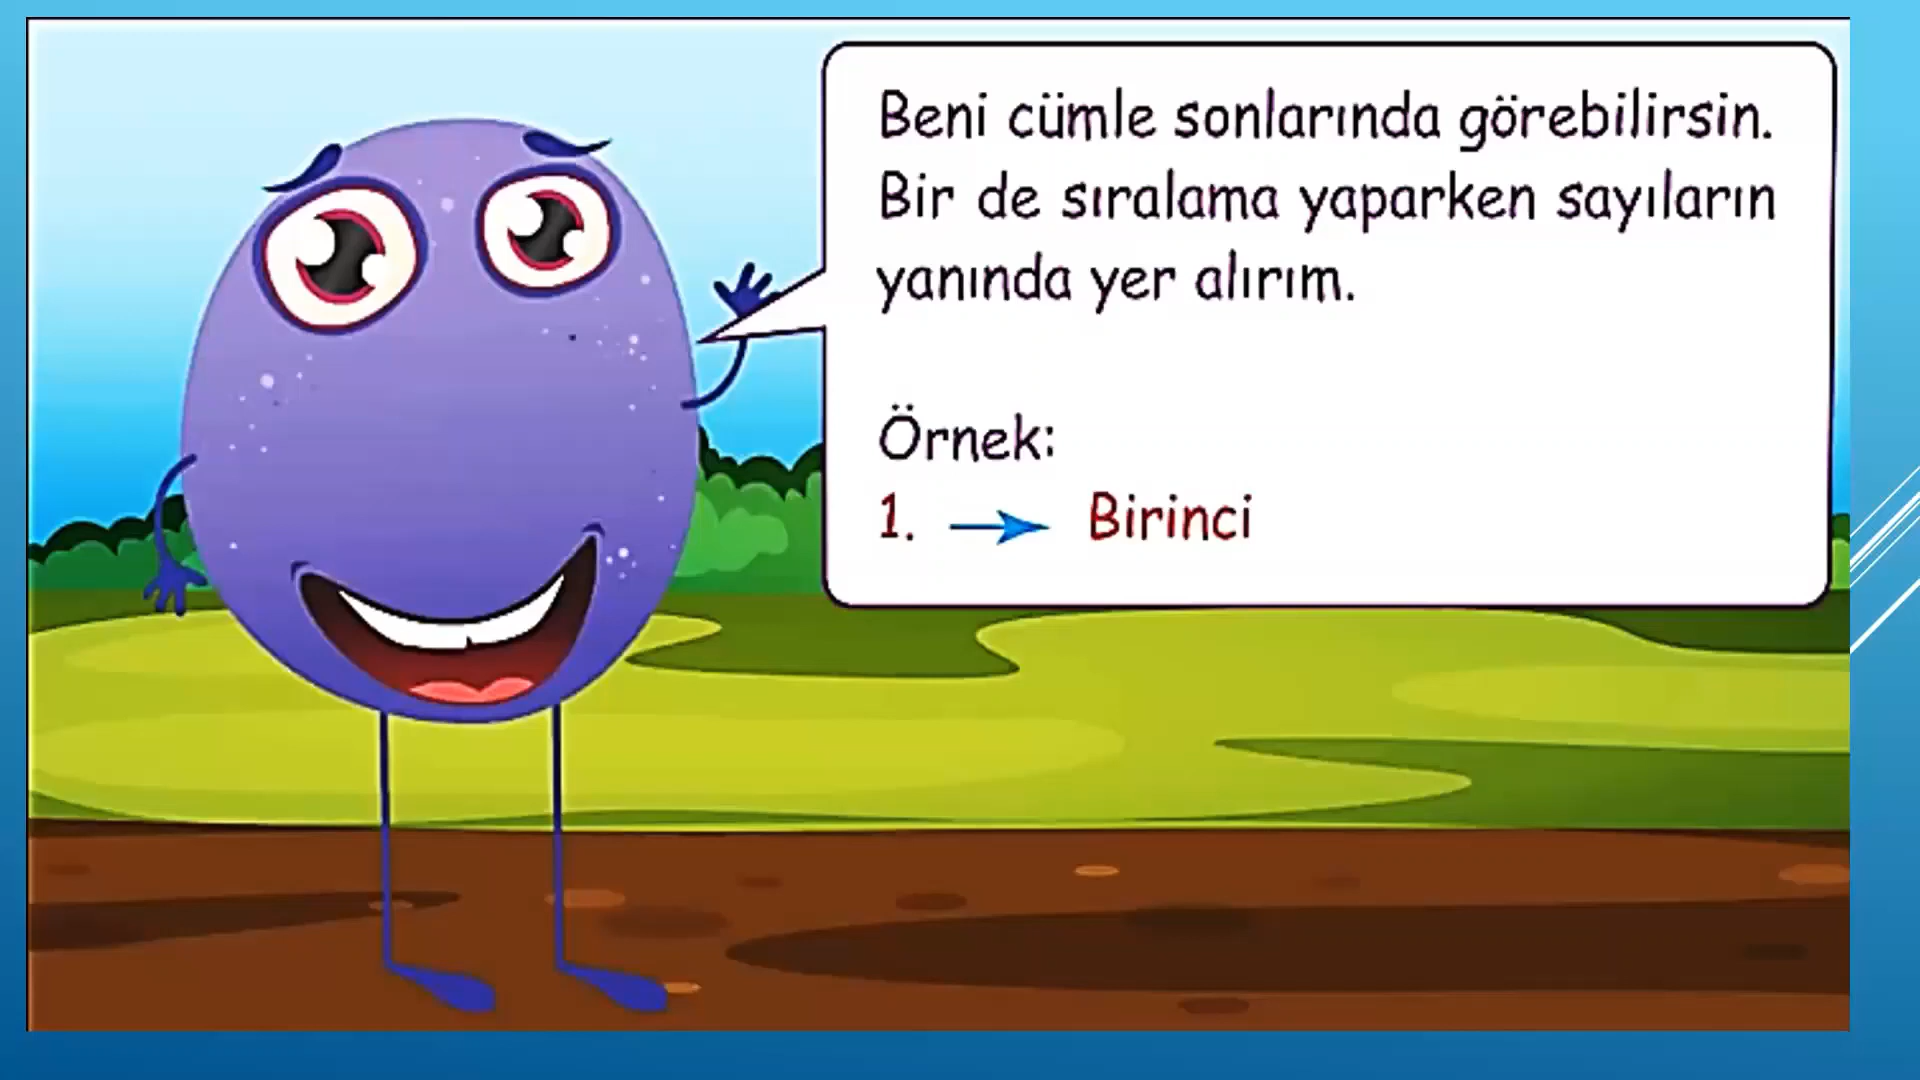 Beni cümle sonlarında görebilirsin.
Bir de sıralama yaparken sayıların
yanında yer alırım.
Örnek:
1. → Birinci